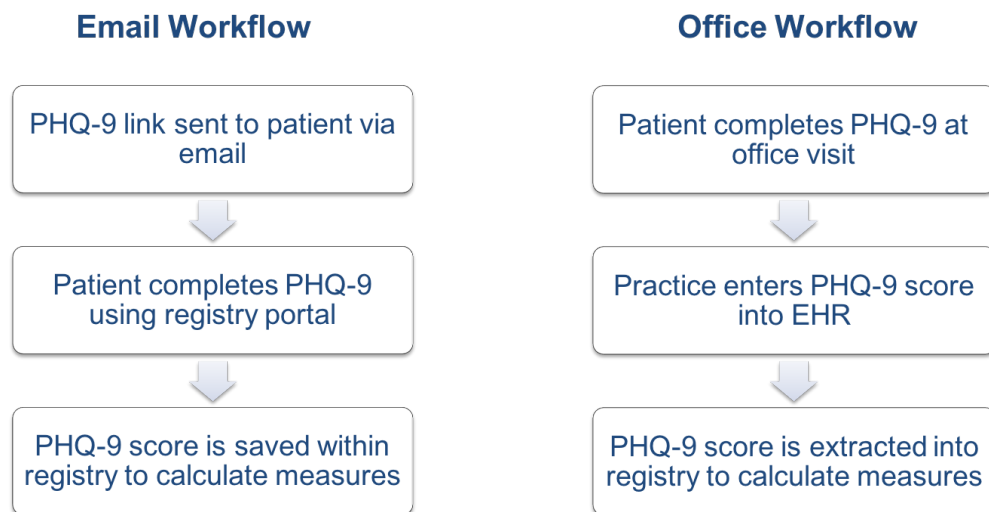 Email Workflow
PHQ-9 link sent to patient via
email
Patient completes PHQ-9
using registry portal
PHQ-9 score is saved within
registry to calculate measures
Office Workflow
Patient completes PHQ-9 at
office visit
Practice enters PHQ-9 score
into EHR
PHQ-9 score is extracted into
registry to calculate measures